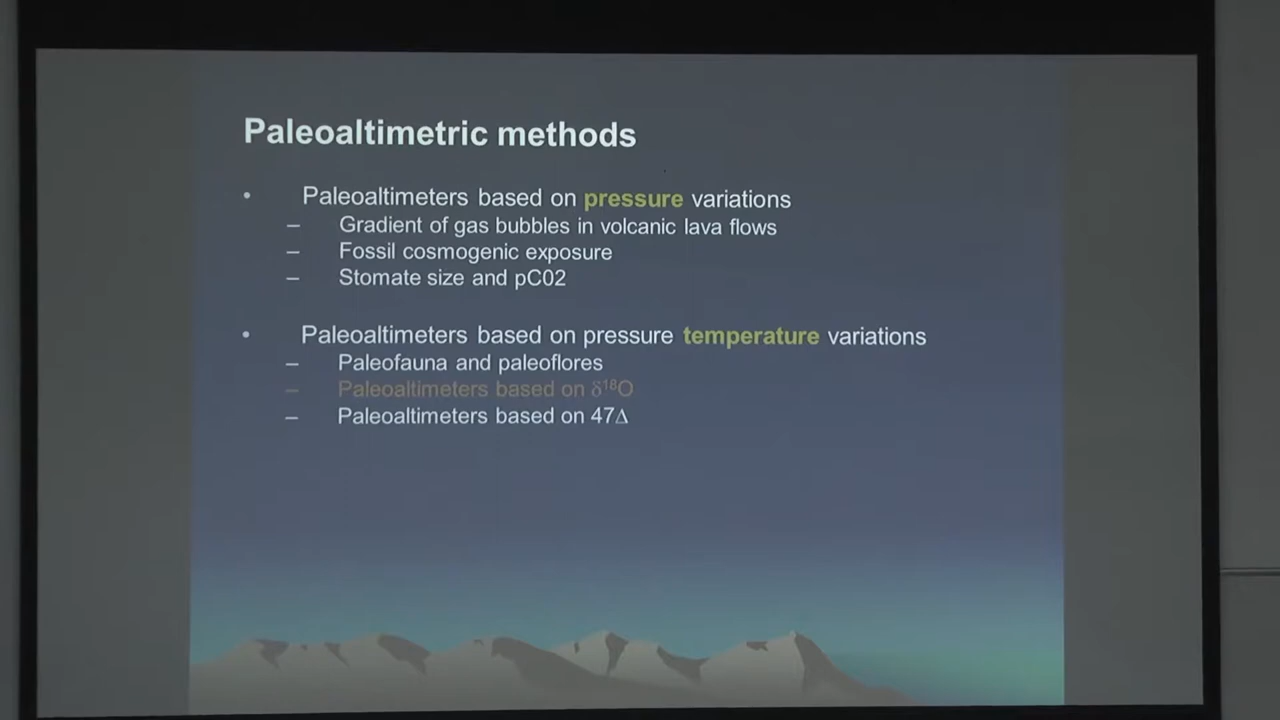 Paleoaltimetric methods
• Paleoaltimeters based on pressure variations
– Gradient of gas bubbles in volcanic lava flows
– Fossil cosmogenic exposure
– Stomate size and pC02
• Paleoaltimeters based on pressure temperature variations
– Paleofauna and paleoflores
– Paleoaltimeters based on δ¹⁸O
– Paleoaltimeters based on 47Δ